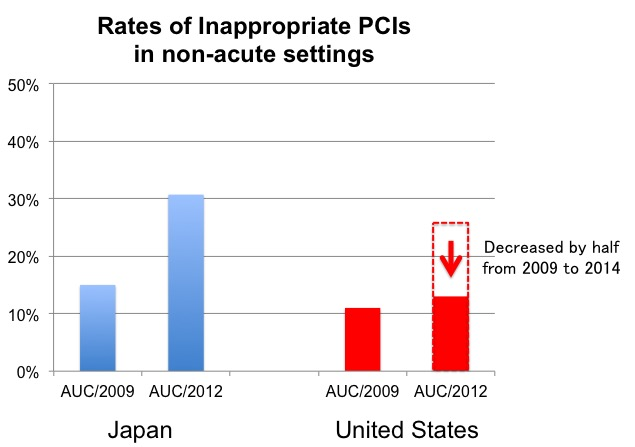 Rates of Inappropriate PCIs
in non-acute settings
50%
40%
30%
20%
10%
0%
Decreased by half
from 2009 to 2014
AUC/2009 AUC/2012 AUC/2009 AUC/2012
Japan United States